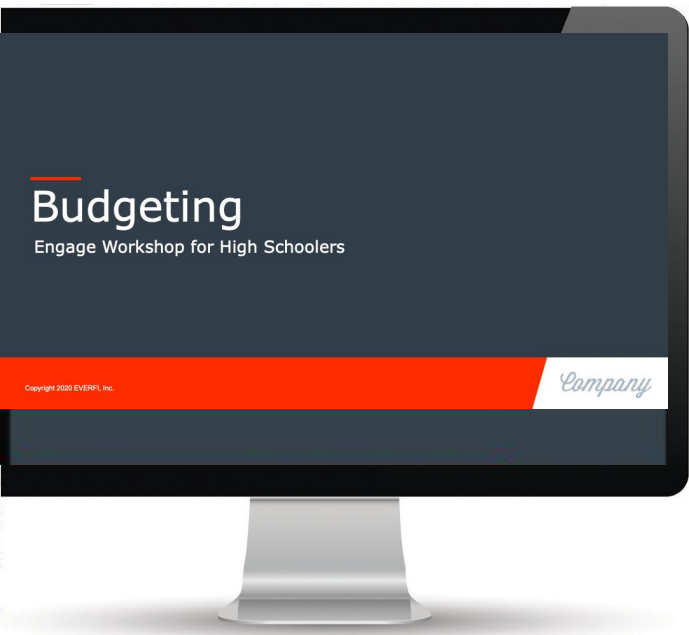 Budgeting
Engage Workshop for High Schoolers
Copyright 2020 EVERFI, Inc.
Company